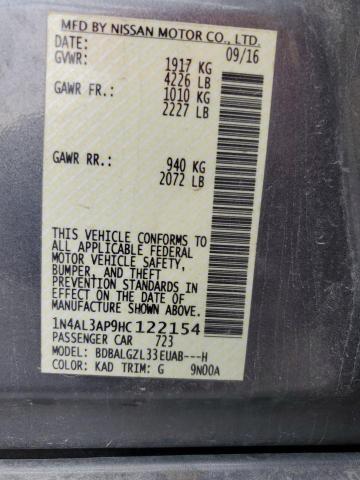 MFD BY NISSAN MOTOR CO., LTD.
DATE: 09/16
GVWR: 1917 KG
4226 LB
GAWR FR.: 1010 KG
2227 LB
GAWR RR.: 940 KG
2072 LB
THIS VEHICLE CONFORMS TO
ALL APPLICABLE FEDERAL
MOTOR VEHICLE SAFETY,
BUMPER, AND THEFT
PREVENTION STANDARDS IN
EFFECT ON THE DATE OF
MANUFACTURE SHOWN ABOVE.
1N4AL3AP9HC122154
PASSENGER CAR 723
MODEL: BDBALGZL33EUAB---H
COLOR: KAD TRIM: G 9N00A